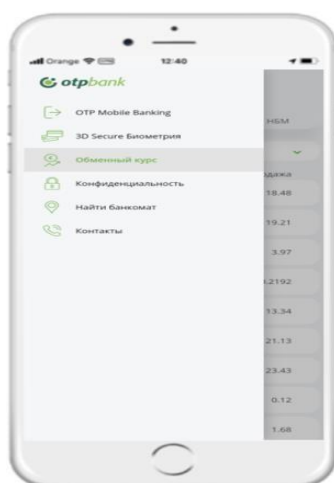 Orange 12:40
otpbank
OTP Mobile Banking
НБМ
3D Secure Биометрия
Обменный курс
Конфиденциальность
18.48
Найти банкомат
19.21
Контакты
3.97
.2192
13.34
21.13
23.43
0.12
1.68